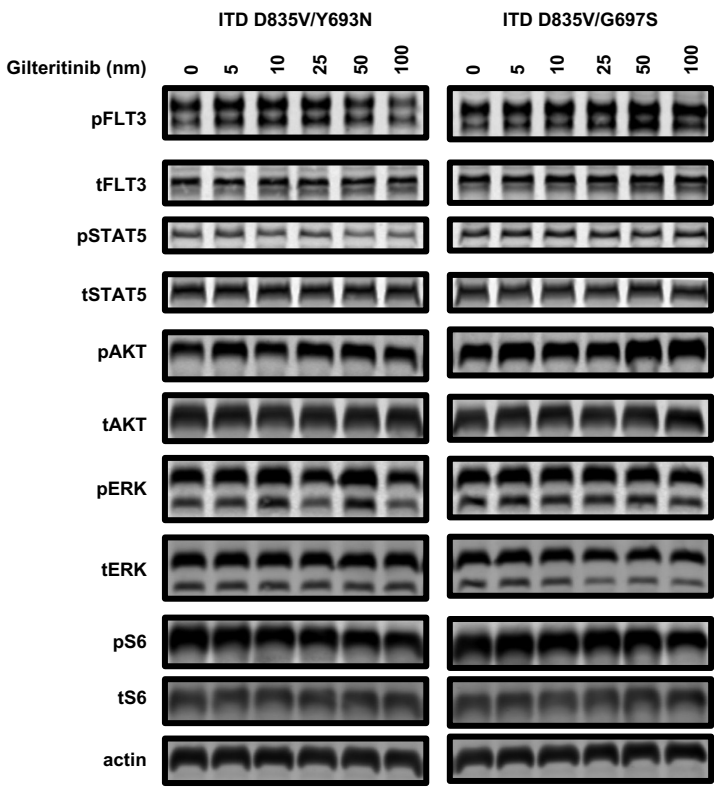 ITD D835V/Y693N ITD D835V/G697S
Gilteritinib (nm) 0 5 10 25 50 100 0 5 10 25 50 100
pFLT3
tFLT3
pSTAT5
tSTAT5
pAKT
tAKT
pERK
tERK
pS6
tS6
actin